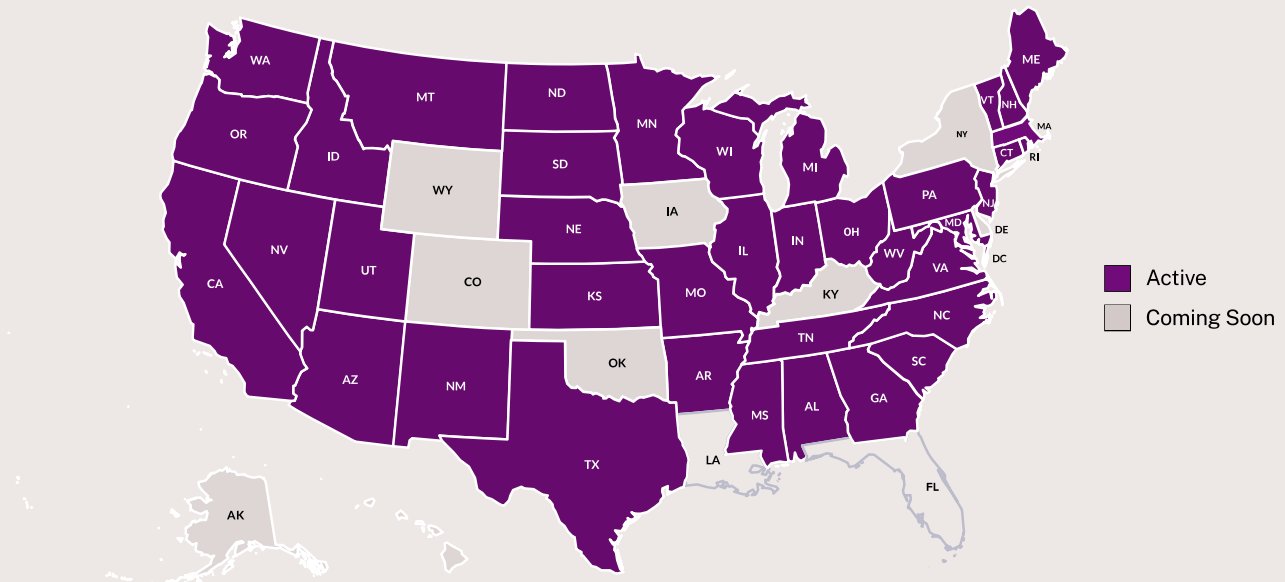 WA
MT
ND
MN
ME
VT
NH
MA
NY
OR
ID
SD
WI
MI
CT
RI
WY
IA
PA
NJ
NE
NV
UT
CO
IL
IN
OH
MD
DE
WV
VA
DC
CA
KS
MO
KY
NC
Active
Coming Soon
TN
AZ
NM
OK
AR
SC
MS
AL
GA
TX
LA
FL
AK